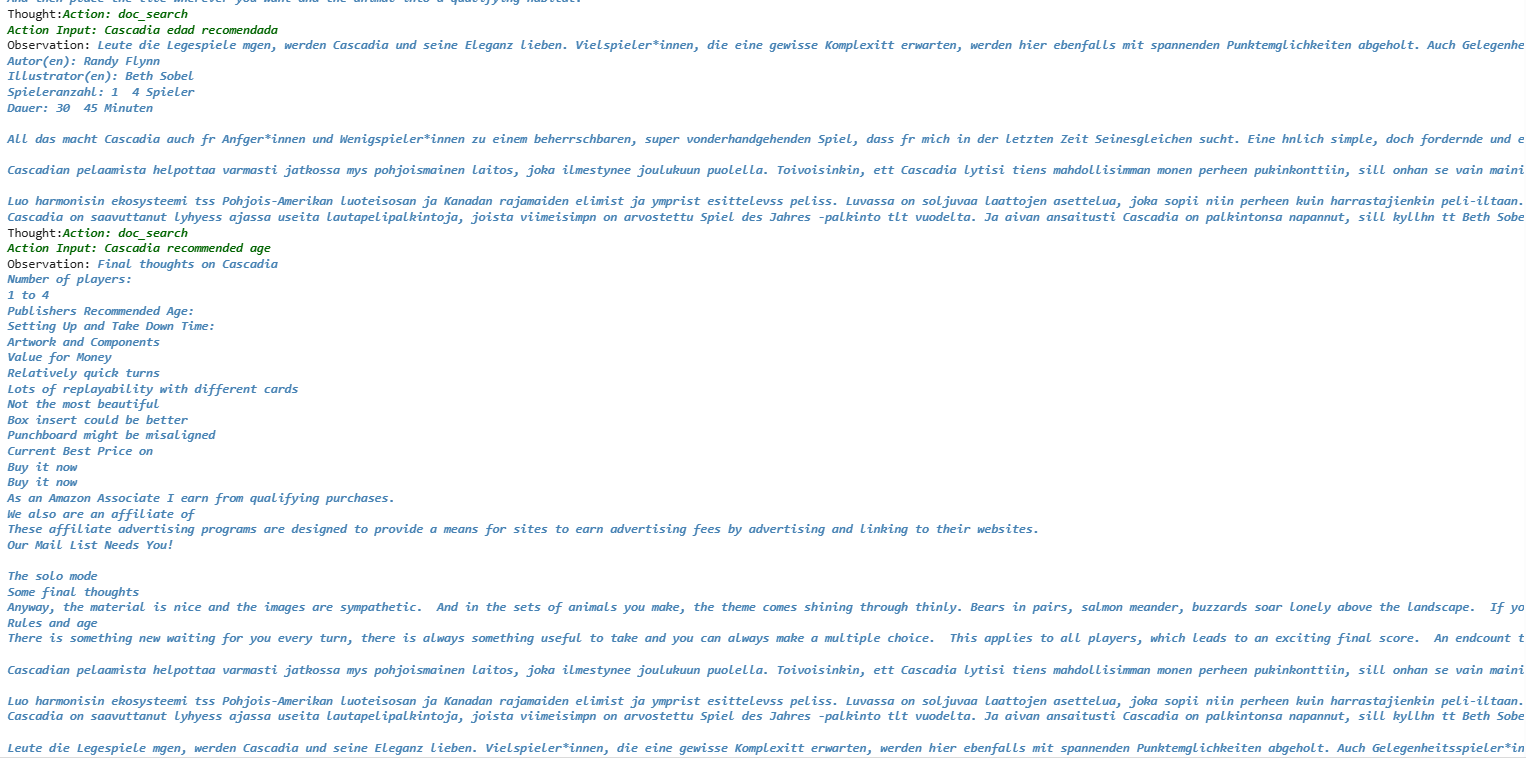 And then place the tile wherever you want and the animal into a qualifying habitat.
Thought:Action: doc_search
Action Input: Cascadia edad recomendada
Observation: Leute die Legespiele mgen, werden Cascadia und seine Eleganz lieben. Vielspieler*innen, die eine gewisse Komplexitt erwarten, werden hier ebenfalls mit spannenden Punktemglichkeiten abgeholt. Auch Gelegenhe
Autor(en): Randy Flynn
Illustrator(en): Beth Sobel
Spieleranzahl: 1  4 Spieler
Dauer: 30  45 Minuten
All das macht Cascadia auch fr Anfger*innen und Wenigspieler*innen zu einem beherrschbaren, super vonderhandgehenden Spiel, dass fr mich in der letzten Zeit Seinesgleichen sucht. Eine hnlich simple, doch fordernde und e
Cascadian pelaamista helpottaa varmasti jatkossa mys pohjoismainen laitos, joka ilmestynee joulukuun puolella. Toivoisinkin, ett Cascadia lytisi tiens mahdollisimman monen perheen pukinkonttiin, sill onhan se vain maini
Luo harmonisin ekosysteemi tss Pohjois-Amerikan luoteisosan ja Kanadan rajamaiden elimist ja ymprist esittelevss peliss. Luvassa on soljuvaa laattojen asettelua, joka sopii niin perheen kuin harrastajienkin peli-iltaan.
Cascadia on saavuttanut lyhyess ajassa useita lautapelipalkintoja, joista viimeisimpn on arvostettu Spiel des Jahres -palkinto tlt vuodelta. Ja aivan ansaitusti Cascadia on palkintonsa napannut, sill kyllhn tt Beth Sobe
Thought:Action: doc_search
Action Input: Cascadia recommended age
Observation: Final thoughts on Cascadia
Number of players:
1 to 4
Publishers Recommended Age:
Setting Up and Take Down Time:
Artwork and Components
Value for Money
Relatively quick turns
Lots of replayability with different cards
Not the most beautiful
Box insert could be better
Punchboard might be misaligned
Current Best Price on
Buy it now
Buy it now
As an Amazon Associate I earn from qualifying purchases.
We also are an affiliate of
These affiliate advertising programs are designed to provide a means for sites to earn advertising fees by advertising and linking to their websites.
Our Mail List Needs You!
The solo mode
Some final thoughts
Anyway, the material is nice and the images are sympathetic.  And in the sets of animals you make, the theme comes shining through thinly. Bears in pairs, salmon meander, buzzards soar lonely above the landscape.  If yo
Rules and age
There is something new waiting for you every turn, there is always something useful to take and you can always make a multiple choice.  This applies to all players, which leads to an exciting final score.  An endcount t
Cascadian pelaamista helpottaa varmasti jatkossa mys pohjoismainen laitos, joka ilmestynee joulukuun puolella. Toivoisinkin, ett Cascadia lytisi tiens mahdollisimman monen perheen pukinkonttiin, sill onhan se vain maini
Luo harmonisin ekosysteemi tss Pohjois-Amerikan luoteisosan ja Kanadan rajamaiden elimist ja ymprist esittelevss peliss. Luvassa on soljuvaa laattojen asettelua, joka sopii niin perheen kuin harrastajienkin peli-iltaan.
Cascadia on saavuttanut lyhyess ajassa useita lautapelipalkintoja, joista viimeisimpn on arvostettu Spiel des Jahres -palkinto tlt vuodelta. Ja aivan ansaitusti Cascadia on palkintonsa napannut, sill kyllhn tt Beth Sobe
Leute die Legespiele mgen, werden Cascadia und seine Eleganz lieben. Vielspieler*innen, die eine gewisse Komplexitt erwarten, werden hier ebenfalls mit spannenden Punktemglichkeiten abgeholt. Auch Gelegenheitsspieler*in